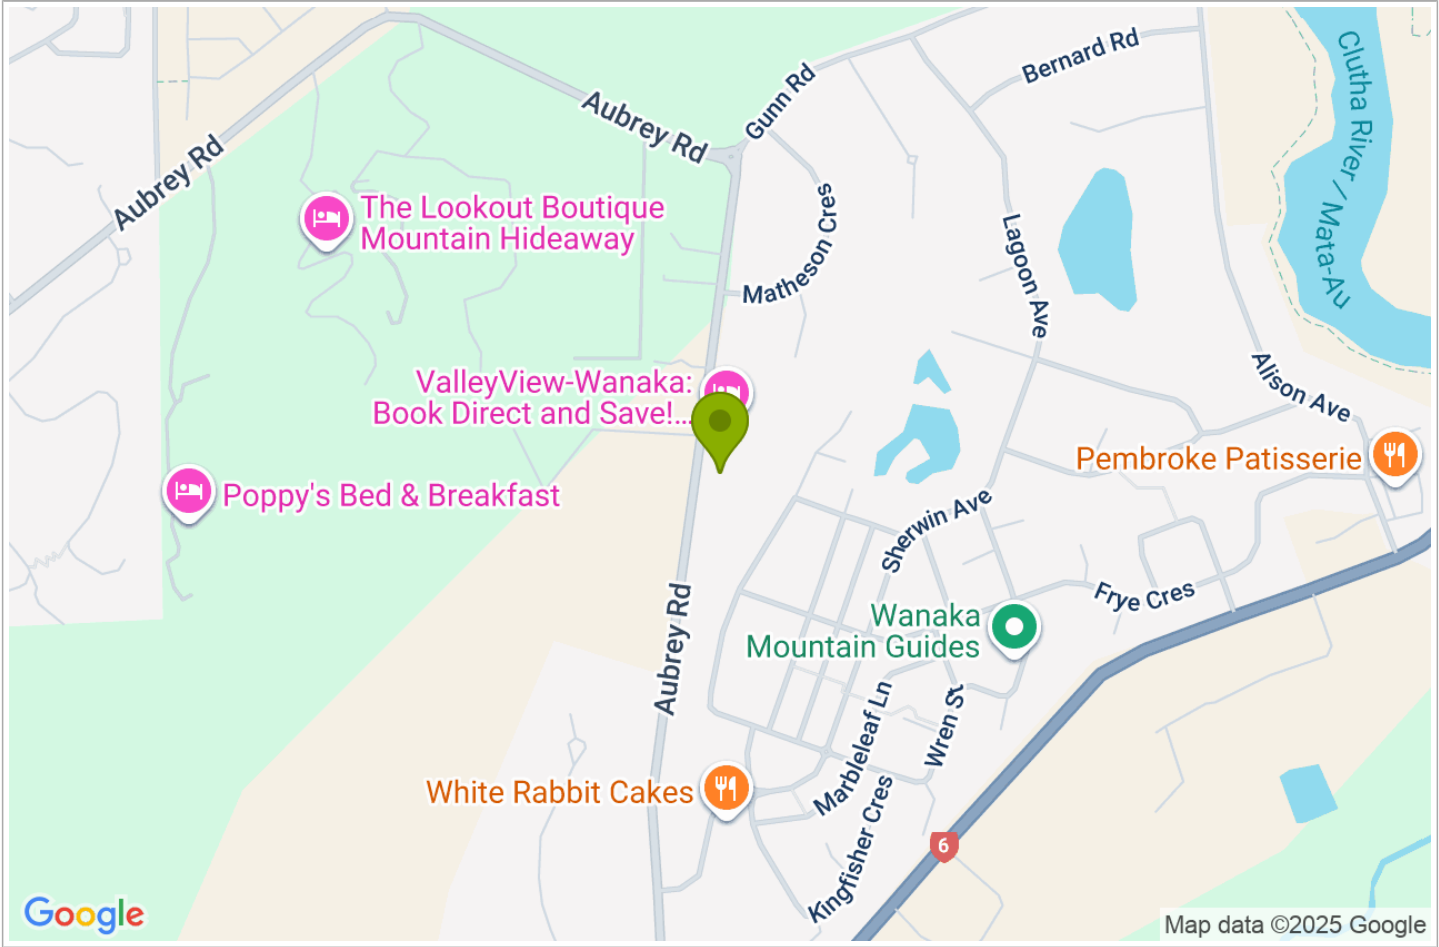 Clutha River / Mata-Au
Bernard Rd
Gunn Rd
Aubrey Rd
Aubrey Rd
The Lookout Boutique
Mountain Hideaway
Matheson Cres
Lagoon Ave
ValleyView-Wanaka:
Book Direct and Save!...
Alison Ave
Pembroke Patisserie
Poppy's Bed & Breakfast
Sherwin Ave
Frye Cres
Aubrey Rd
Wanaka
Mountain Guides
Marbleleaf Ln
Wren St
White Rabbit Cakes
Kingfisher Cres
6
Google
Map data ©2025 Google